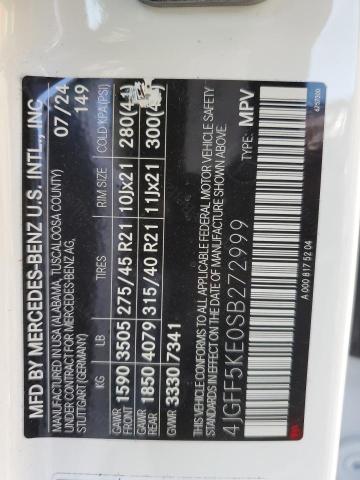 MFD BY MERCEDES-BENZ U.S. INTL., INC.
MADE IN USA (ALABAMA, TUSCALOOSA COUNTY) 07/24
UNDER CONTRACT FOR MERCEDES-BENZ AG, 149
STUTTGART (GERMANY)
KG LB TIRES RIM SIZE COLD KPA (PSI)
GAWR FRONT 1590 3505 275/45 R21 10Jx21 280(41)
GAWR REAR 1850 4079 315/40 R21 11Jx21 300(
GVWR 3330 7341
THIS VEHICLE CONFORMS TO ALL APPLICABLE FEDERAL MOTOR VEHICLE SAFETY
STANDARDS IN EFFECT ON THE DATE OF MANUFACTURE SHOWN ABOVE.
4JGFF5KE0SB272999 TYPE: MPV
A 000 817 52 04